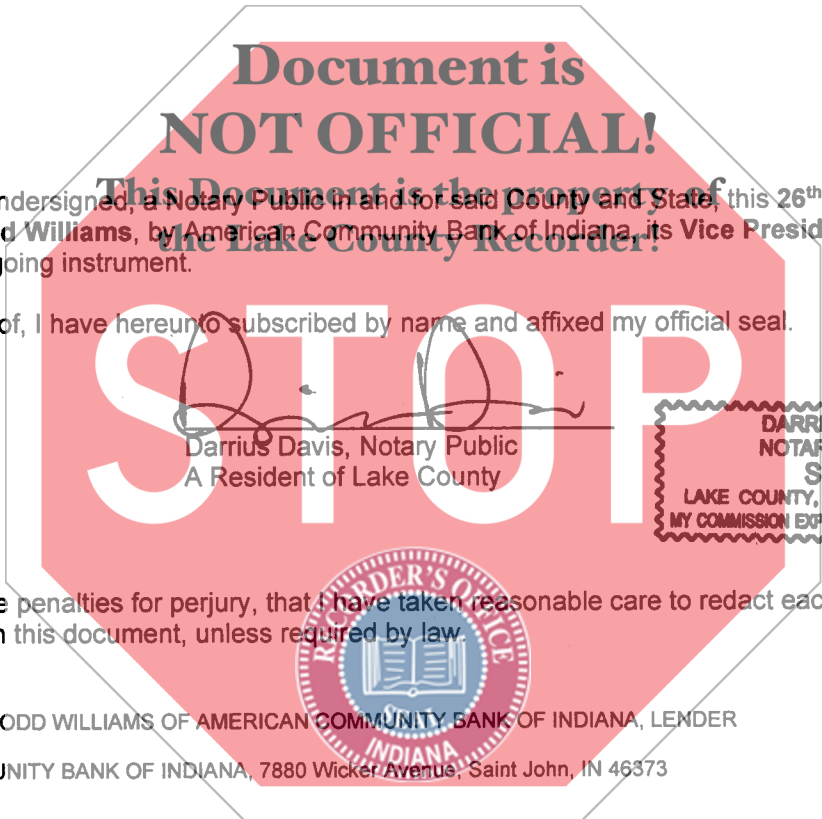 Document is
NOT OFFICIAL!
This Document is the property of
the Lake County Recorder!
ndersigned, a Notary Public in and for said County and State, this 26th
d Williams, by American Community Bank of Indiana, its Vice Presid
going instrument.
of, I have hereunto subscribed by name and affixed my official seal.
STOP
Darrius Davis, Notary Public
A Resident of Lake County
DARRI
NOTAR
S
LAKE COUNTY,
MY COMMISSION EXP
e penalties for perjury, that I have taken reasonable care to redact eac
n this document, unless required by law.
RECORDER'S OFFICE
SEAL
INDIANA
ODD WILLIAMS OF AMERICAN COMMUNITY BANK OF INDIANA, LENDER
UNITY BANK OF INDIANA, 7880 Wicker Avenue, Saint John, IN 46373